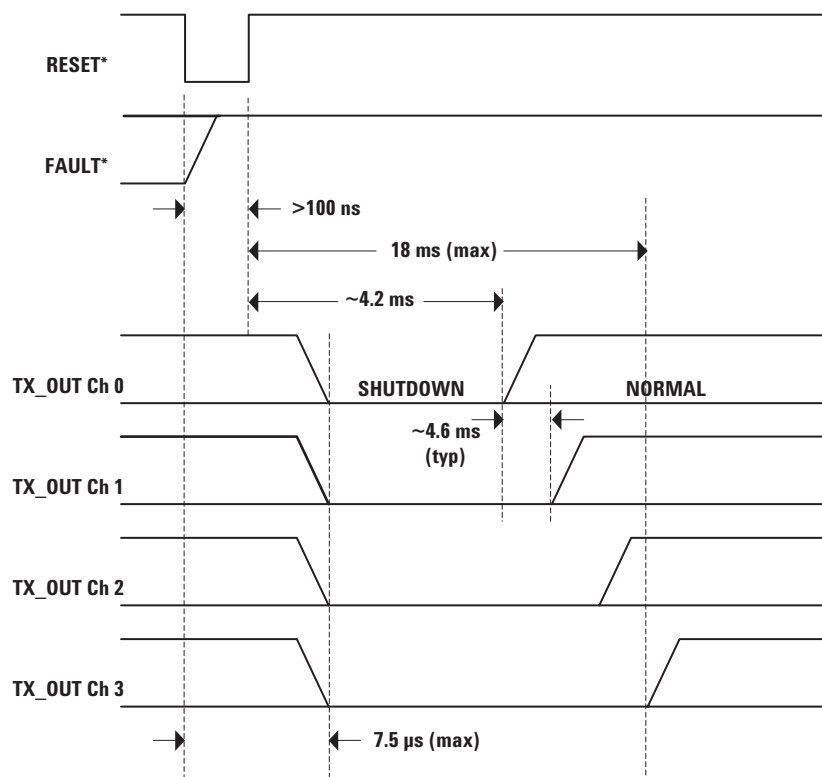 RESET*
FAULT*
>100 ns
18 ms (max)
~4.2 ms
TX_OUT Ch 0
SHUTDOWN
NORMAL
~4.6 ms
(typ)
TX_OUT Ch 1
TX_OUT Ch 2
TX_OUT Ch 3
7.5 µs (max)